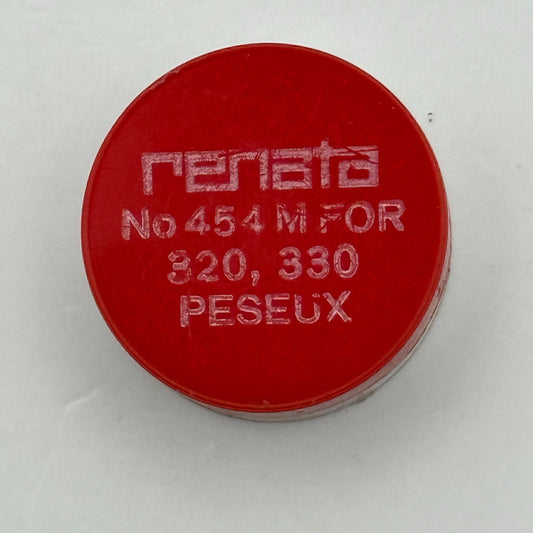 renata
No 454 M FOR
320, 330
PESEUX